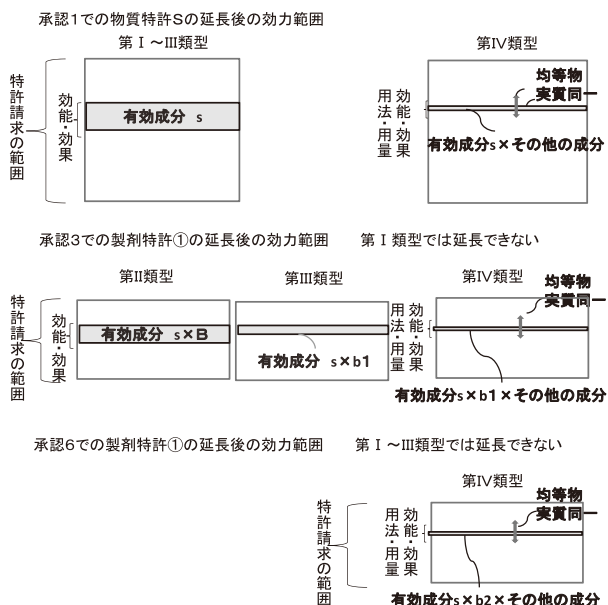 承認1での物質特許Sの延長後の効力範囲
第Ⅰ～Ⅲ類型
第Ⅳ類型
特許請求の範囲
効能・効果
有効成分 s
用法・用量
効能・効果
均等物
実質同一
有効成分s×その他の成分
承認3での製剤特許①の延長後の効力範囲
第Ⅰ類型では延長できない
第Ⅱ類型
第Ⅲ類型
第Ⅳ類型
特許請求の範囲
効能・効果
有効成分 s×B
有効成分 s×b1
用法・用量
効能・効果
均等物
実質同一
有効成分s×b1×その他の成分
承認6での製剤特許①の延長後の効力範囲
第Ⅰ～Ⅲ類型では延長できない
第Ⅳ類型
特許請求の範囲
用法・用量
効能・効果
均等物
実質同一
有効成分s×b2×その他の成分